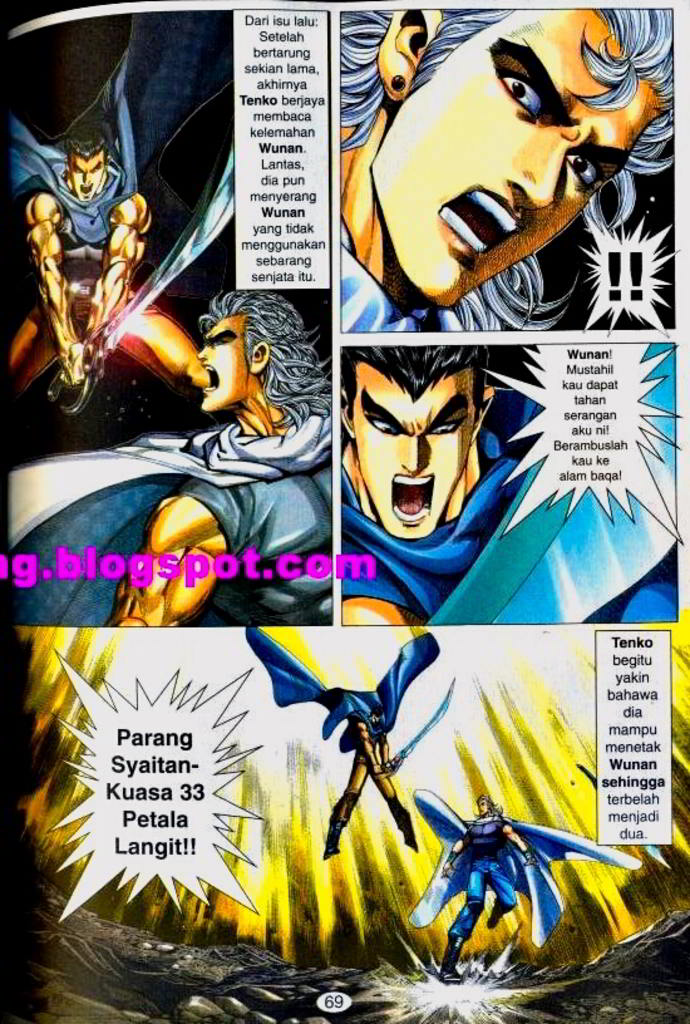 Dari isu lalu:
Setelah
bertarung
sekian lama,
akhirnya
Tenko berjaya
membaca
kelemahan
Wunan.
Lantas,
dia pun
menyerang
Wunan
yang tidak
menggunakan
sebarang
senjata itu.
!!
Wunan!
Mustahil
kau dapat
tahan
serangan
aku ni!
Berambuslah
kau ke
alam baqa!
g.blogspot.com
Parang
Syaitan-
Kuasa 33
Petala
Langit!!
Tenko
begitu
yakin
bahawa
dia
mampu
menetak
Wunan
sehingga
terbelah
menjadi
dua.
69